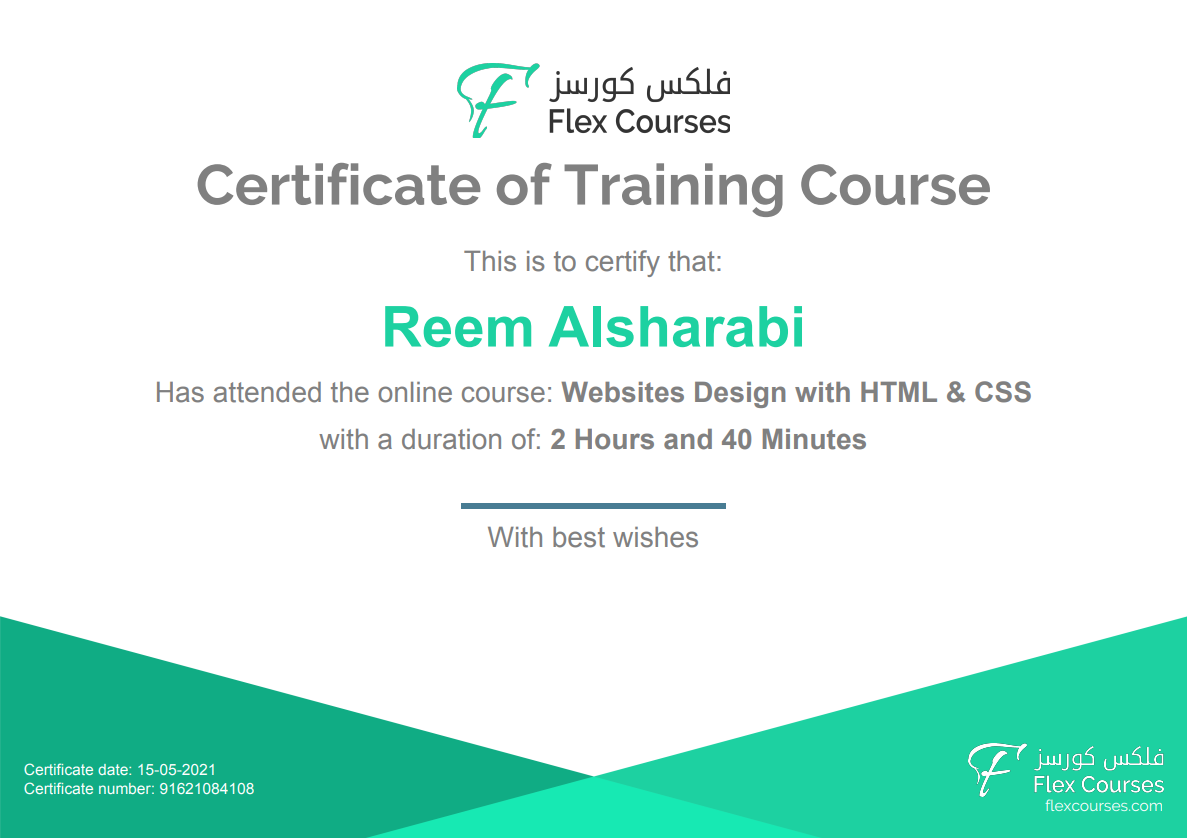 فلكس كورسز
Flex Courses
Certificate of Training Course
This is to certify that:
Reem Alsharabi
Has attended the online course: Websites Design with HTML & CSS
with a duration of: 2 Hours and 40 Minutes
With best wishes
Certificate date: 15-05-2021
Certificate number: 91621084108
فلكس كورسز
Flex Courses
flexcourses.com